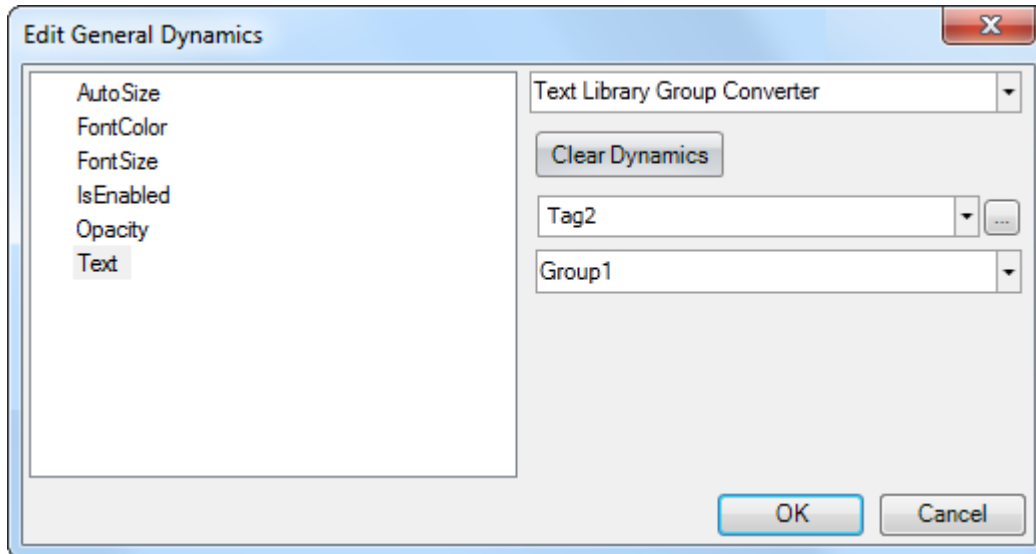 Edit General Dynamics
AutoSize
FontColor
FontSize
IsEnabled
Opacity
Text
Text Library Group Converter
Clear Dynamics
Tag2
...
Group1
OK
Cancel